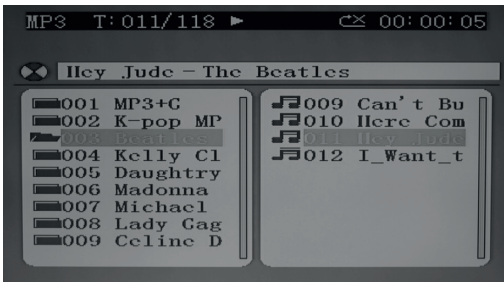 MP3 T:011/118 00:00:05
Hey Jude - The Beatles
001 MP3+G
002 K-pop MP
003 Beatles
004 Kelly Cl
005 Daughtry
006 Madonna
007 Michael
008 Lady Gag
009 Celine D
009 Can't Bu
010 Here Com
011 Hey Jude
012 I_Want_t